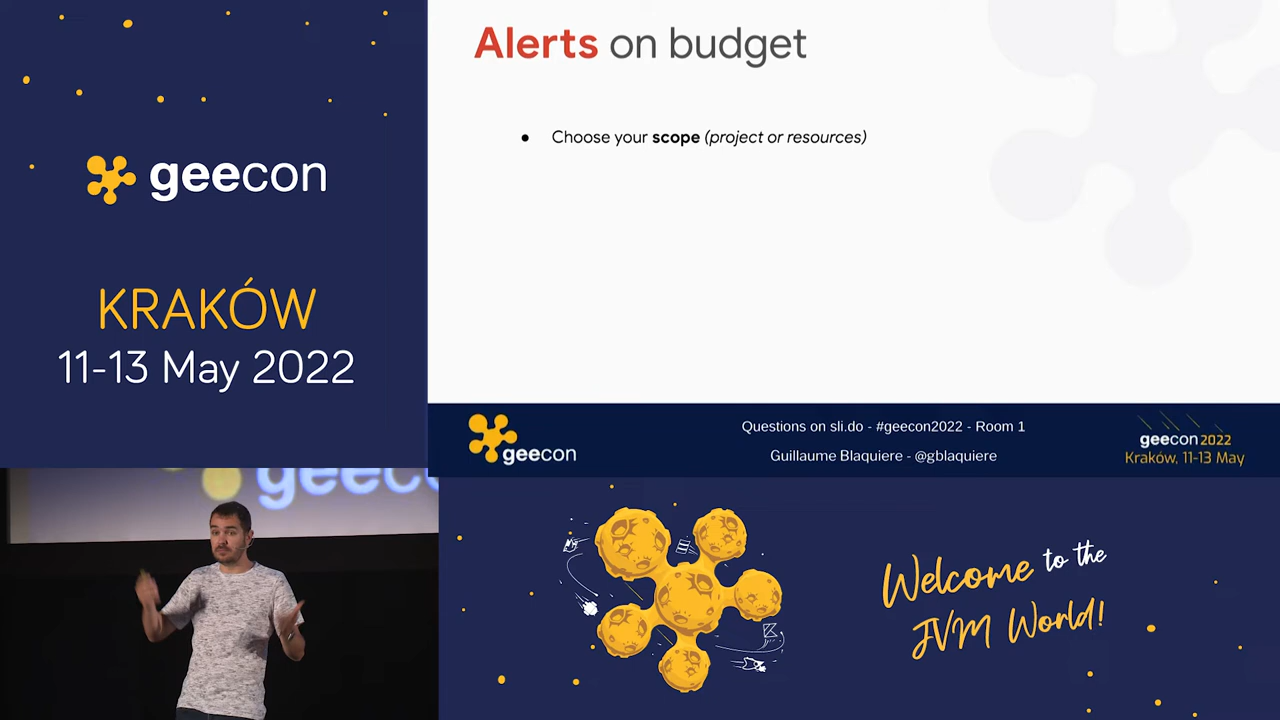 geecon
KRAKÓW
11-13 May 2022
Alerts on budget
● Choose your scope (project or resources)
geecon
Questions on sli.do - #geecon2022 - Room 1
Guillaume Blaquiere - @gblaquiere
geecon 2022
Kraków, 11-13 May
geeco
Welcome to the
JVM World!